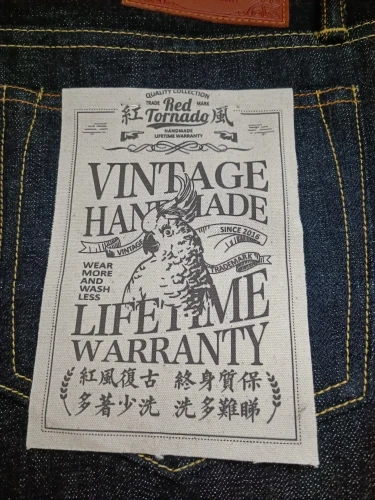 QUALITY COLLECTION
TRADE MARK
紅 Red Tornado 風
HANDMADE
LIFETIME WARRANTY
VINTAGE
HANDMADE
SINCE 2016
VINTAGE
TRADEMARK
WEAR
MORE
AND
WASH
LESS
LIFETIME
WARRANTY
紅風復古 終身質保
多著少洗 洗多難睇